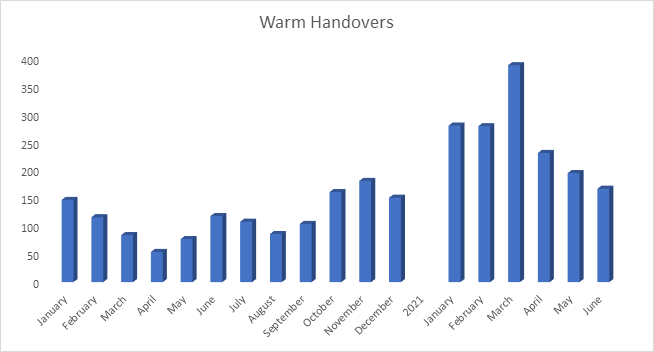 Warm Handovers
400
350
300
250
200
150
100
50
0
January
February
March
April
May
June
July
August
September
October
November
December
2021
January
February
March
April
May
June